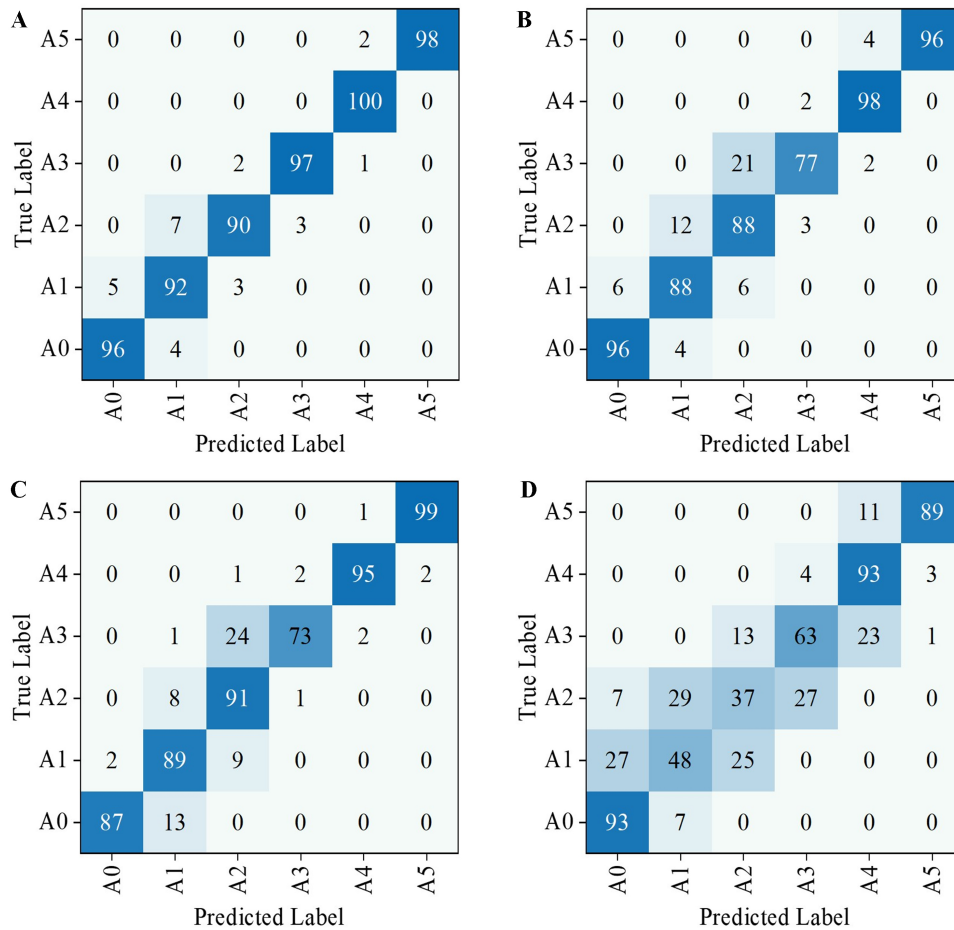 A
True Label
A5 0 0 0 0 2 98
A4 0 0 0 0 100 0
A3 0 0 2 97 1 0
A2 0 7 90 3 0 0
A1 5 92 3 0 0 0
A0 96 4 0 0 0 0
A0 A1 A2 A3 A4 A5
Predicted Label
B
True Label
A5 0 0 0 0 4 96
A4 0 0 0 2 98 0
A3 0 0 21 77 2 0
A2 0 12 88 3 0 0
A1 6 88 6 0 0 0
A0 96 4 0 0 0 0
A0 A1 A2 A3 A4 A5
Predicted Label
C
True Label
A5 0 0 0 0 1 99
A4 0 0 1 2 95 2
A3 0 1 24 73 2 0
A2 0 8 91 1 0 0
A1 2 89 9 0 0 0
A0 87 13 0 0 0 0
A0 A1 A2 A3 A4 A5
Predicted Label
D
True Label
A5 0 0 0 0 11 89
A4 0 0 0 4 93 3
A3 0 0 13 63 23 1
A2 7 29 37 27 0 0
A1 27 48 25 0 0 0
A0 93 7 0 0 0 0
A0 A1 A2 A3 A4 A5
Predicted Label